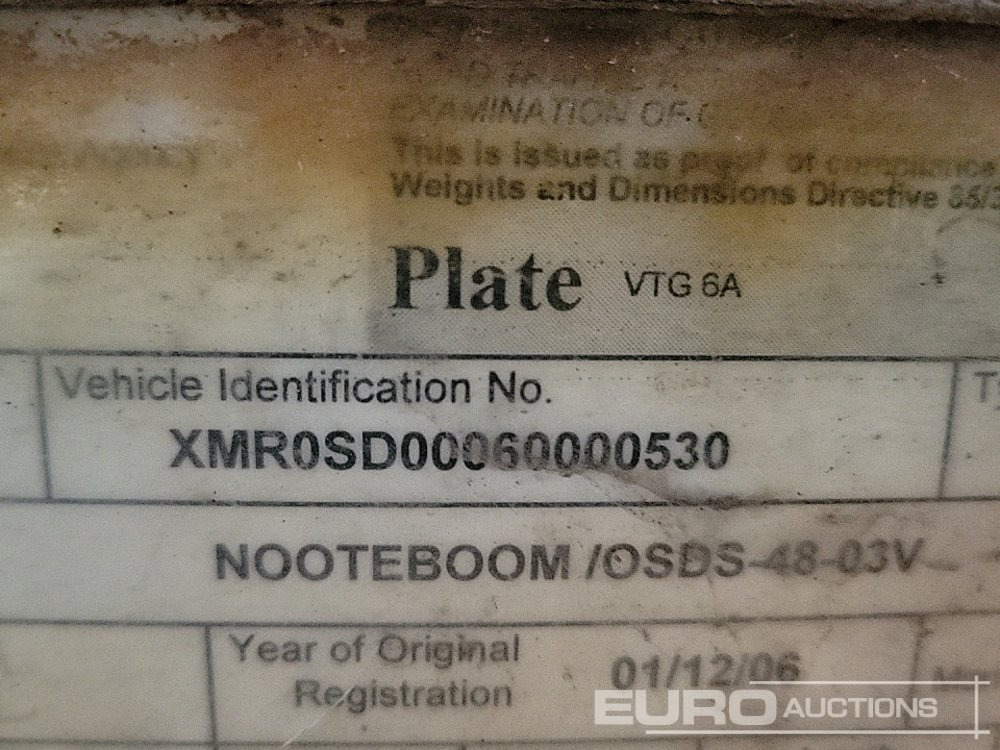 EXAMINATION OF
This is issued as proof of compliance
Weights and Dimensions Directive
Plate VTG 6A
Vehicle Identification No.
XMR0SD00060000530
NOOTEBOOM /OSDS-48-03V
Year of Original
Registration
01/12/06
EURO AUCTIONS